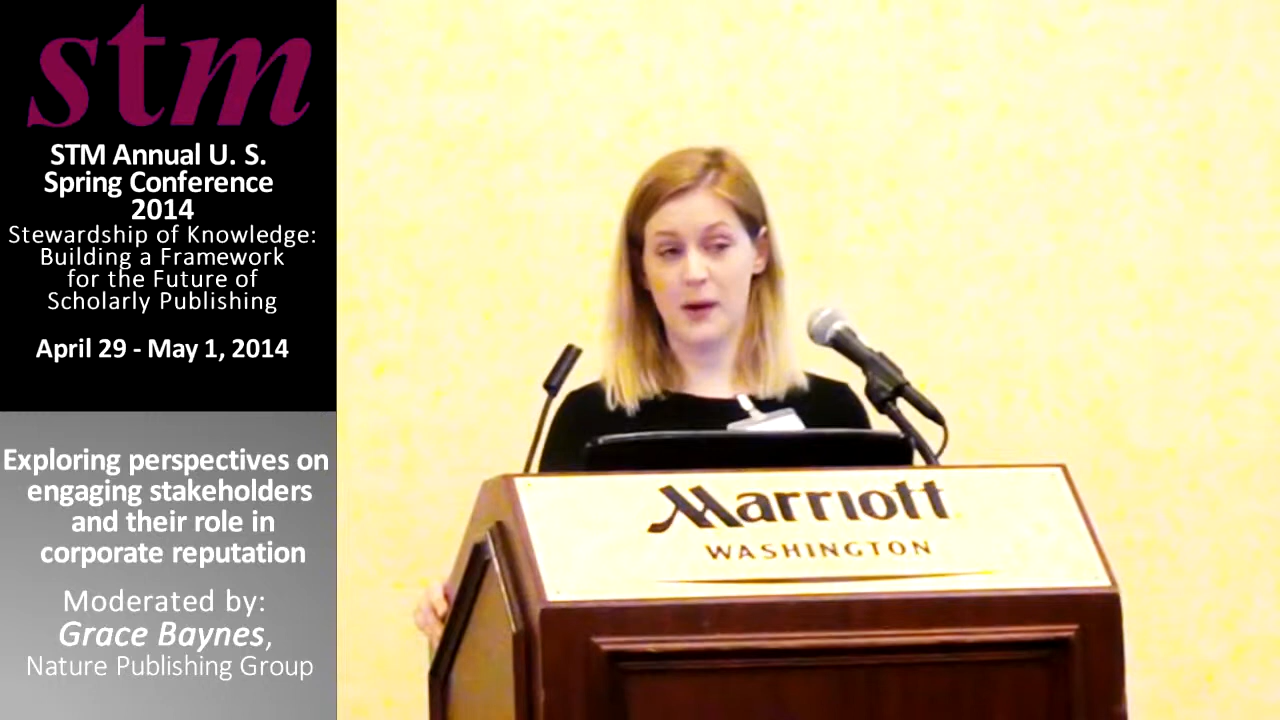 stm
STM Annual U. S.
Spring Conference
2014
Stewardship of Knowledge:
Building a Framework
for the Future of
Scholarly Publishing
April 29 - May 1, 2014
Exploring perspectives on
engaging stakeholders
and their role in
corporate reputation
Moderated by:
Grace Baynes,
Nature Publishing Group
Marriott
WASHINGTON